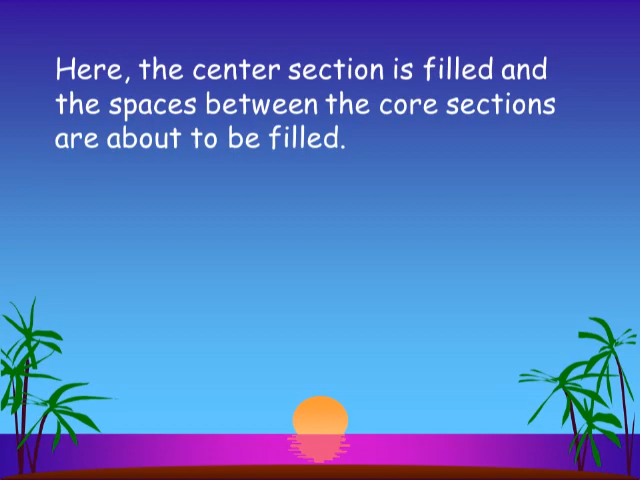 Here, the center section is filled and
the spaces between the core sections
are about to be filled.